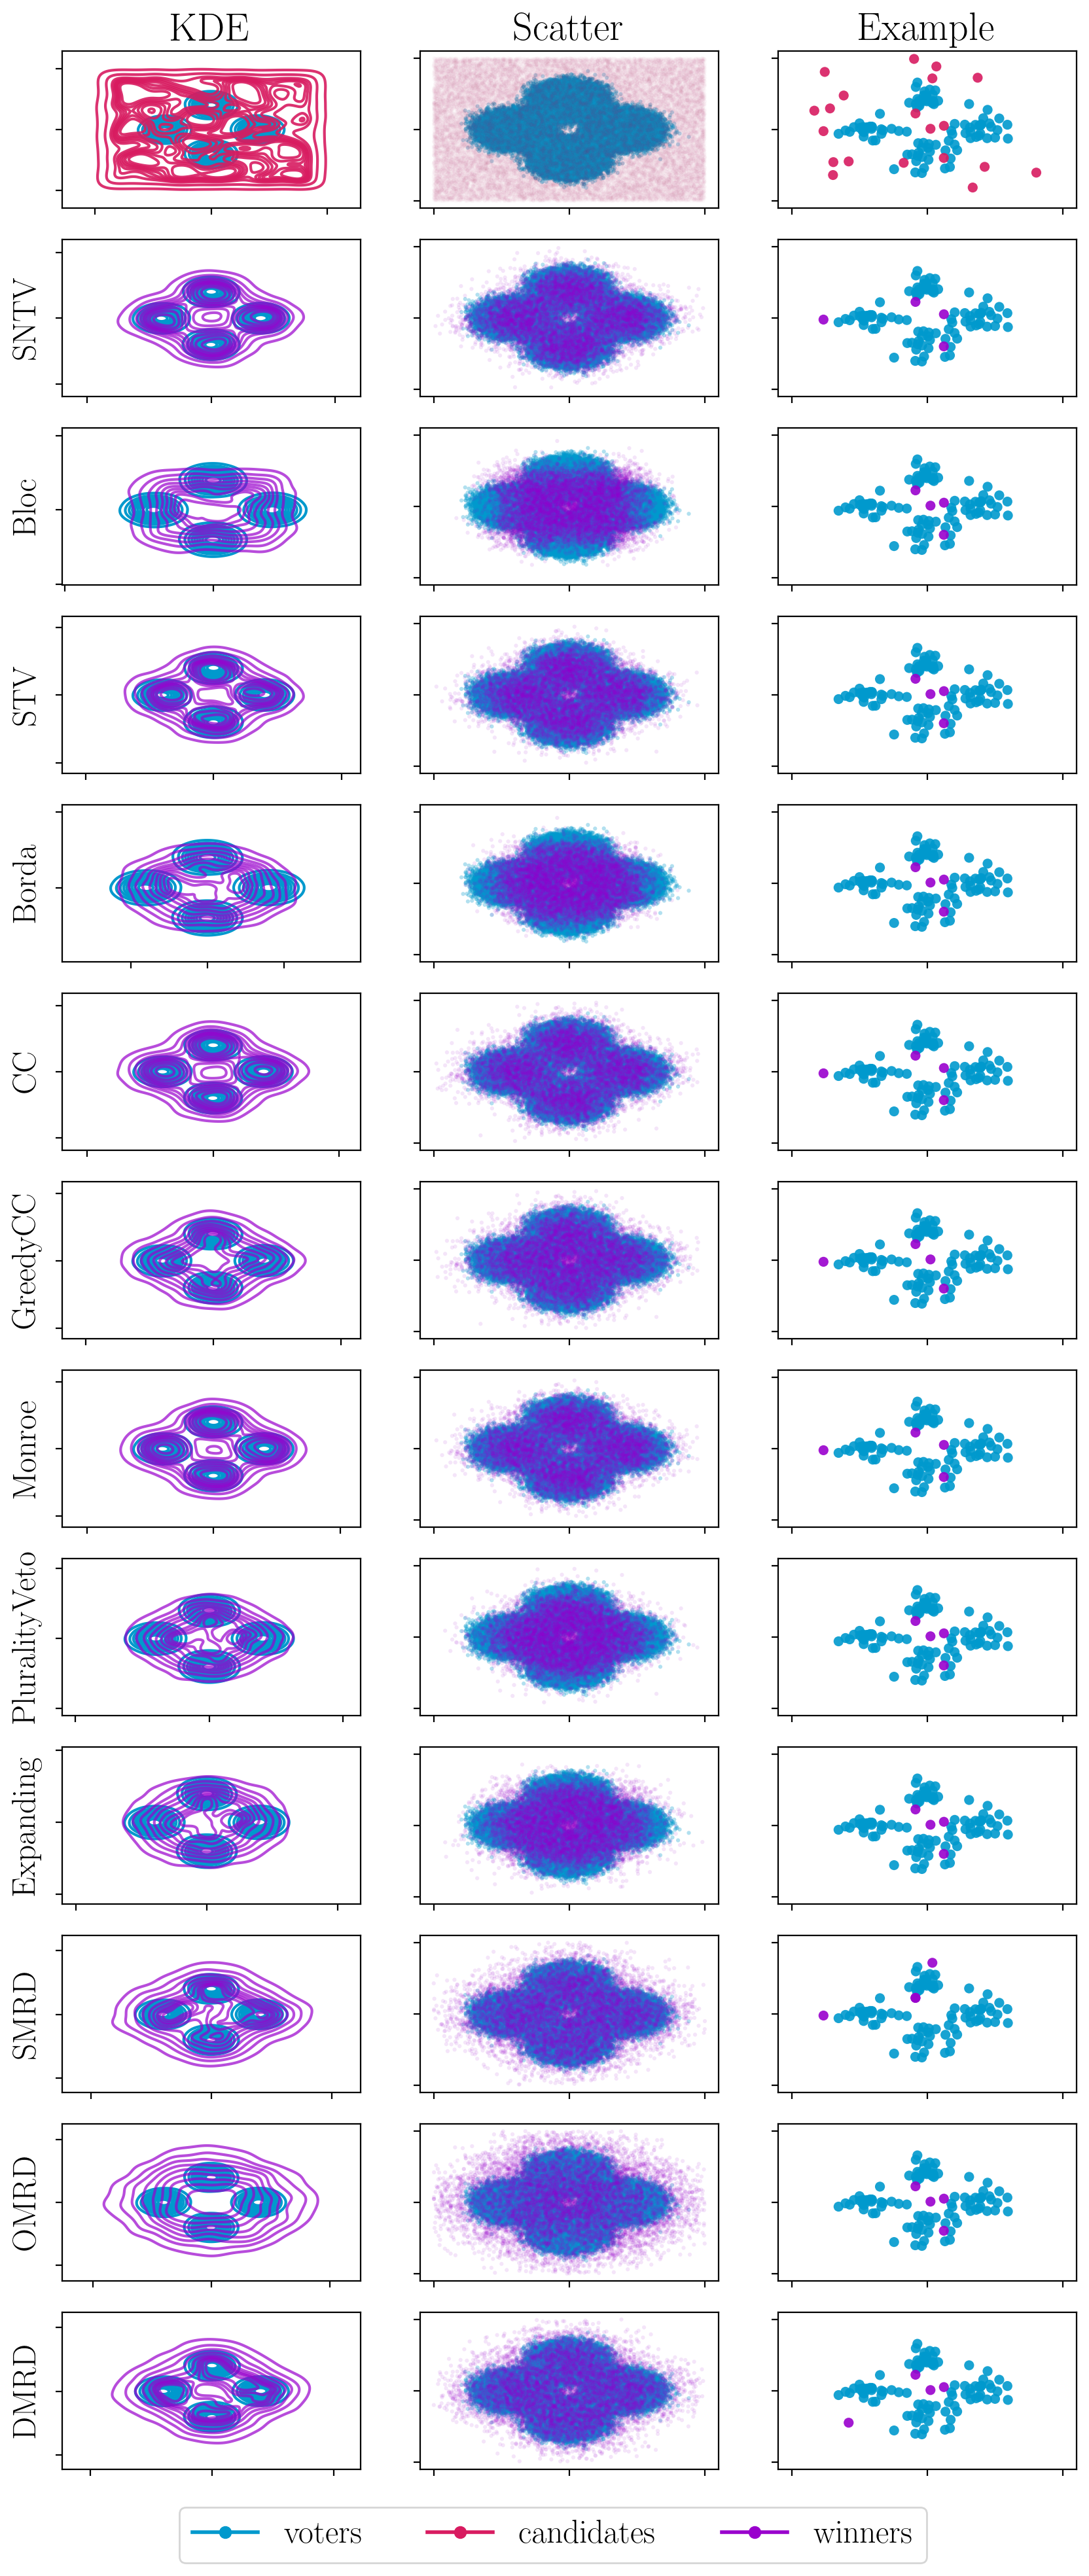 KDE Scatter Example
SNTV
Bloc
STV
Borda
CC
GreedyCC
Monroe
PluralityVeto
Expanding
SMRD
OMRD
DMRD
voters candidates winners